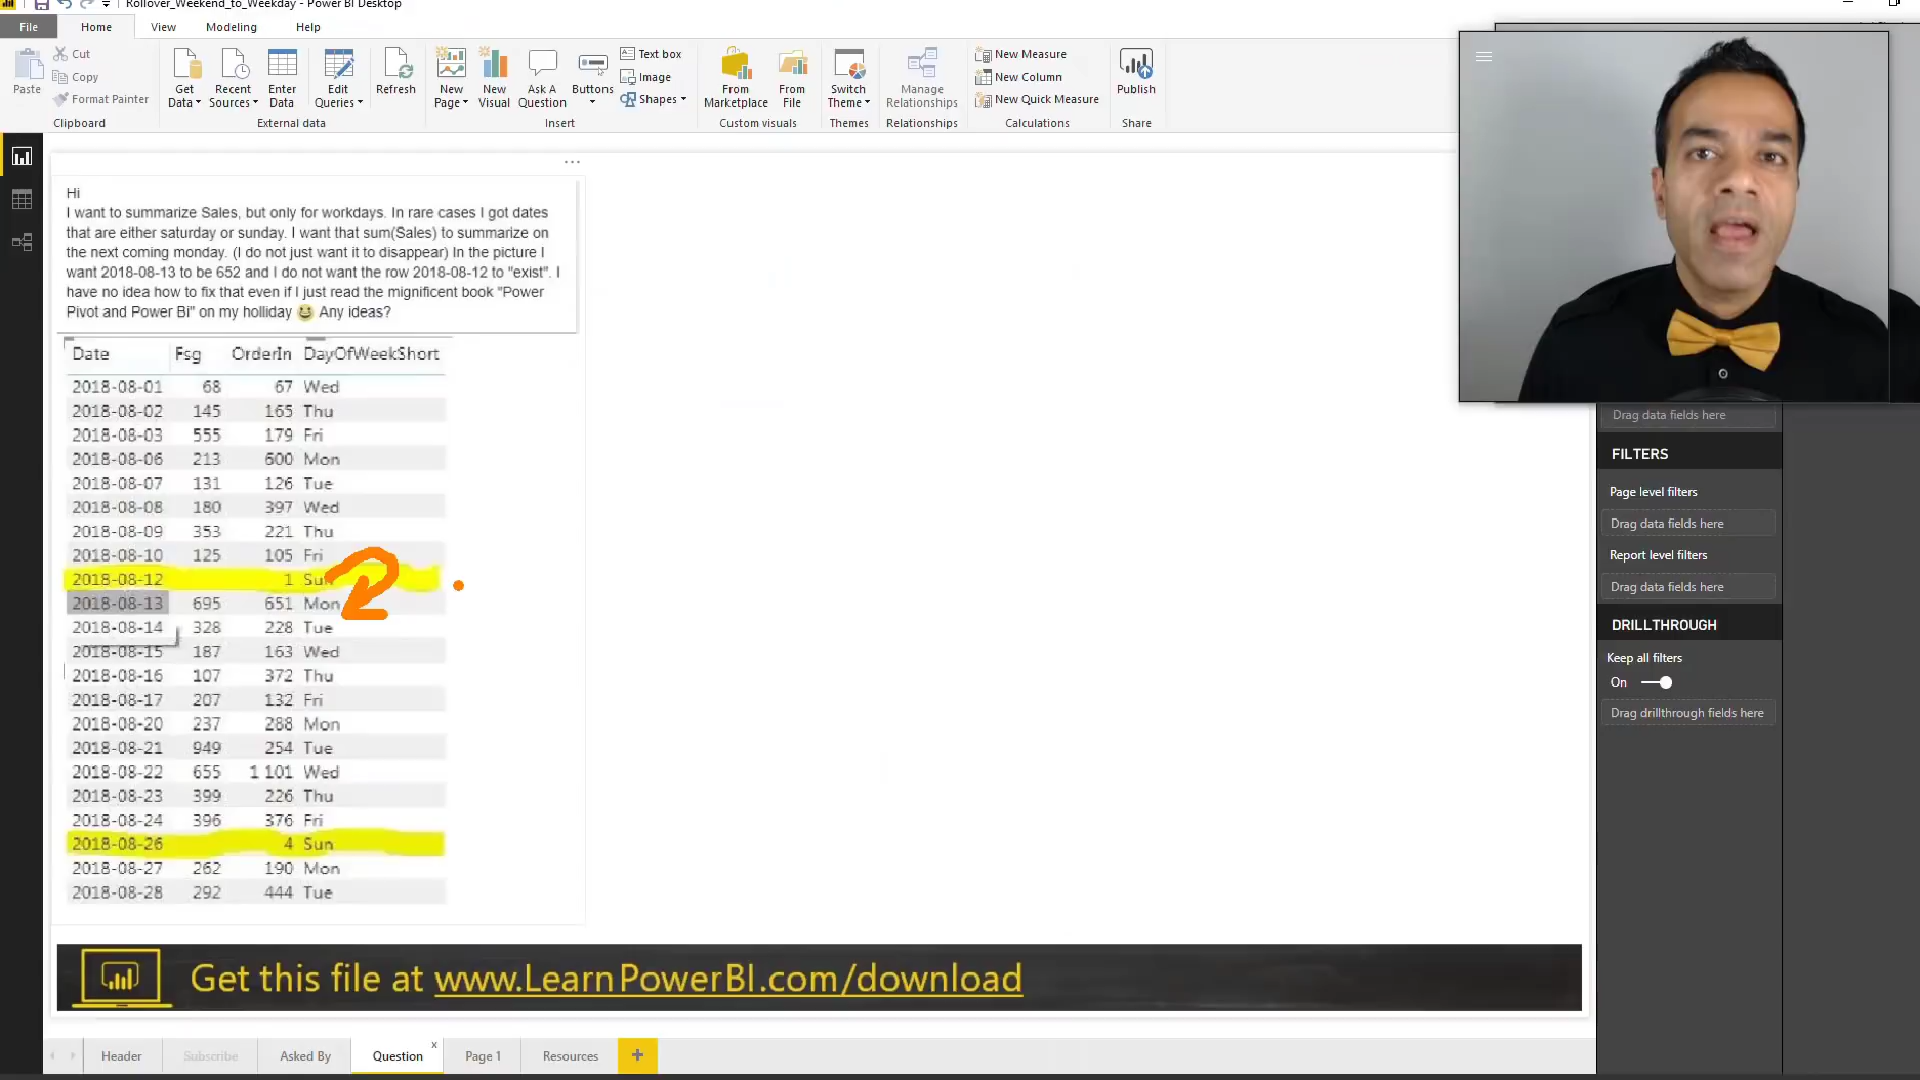 Rollover_Weekend_to_Weekday - Power BI Desktop
File Home View Modeling Help
Paste
Cut
Copy
Format Painter
Clipboard
Get Data
Recent Sources
Enter Data
Edit Queries
Refresh
External data
New Page
New Visual
Ask A Question
Buttons
Text box
Image
Shapes
Insert
From Marketplace
From File
Custom visuals
Switch Theme
Themes
Manage Relationships
Relationships
New Measure
New Column
New Quick Measure
Calculations
Publish
Share
Hi
I want to summarize Sales, but only for workdays. In rare cases I got dates
that are either saturday or sunday. I want that sum(Sales) to summarize on
the next coming monday. (I do not just want it to disappear) In the picture I
want 2018-08-13 to be 652 and I do not want the row 2018-08-12 to "exist". I
have no idea how to fix that even if I just read the mignificent book "Power
Pivot and Power Bi" on my holliday Any ideas?
Date Fsg OrderIn DayOfWeekShort
2018-08-01 68 67 Wed
2018-08-02 145 165 Thu
2018-08-03 555 179 Fri
2018-08-06 213 600 Mon
2018-08-07 131 126 Tue
2018-08-08 180 397 Wed
2018-08-09 353 221 Thu
2018-08-10 125 105 Fri
2018-08-12 1 Sun
2018-08-13 695 651 Mon
2018-08-14 328 228 Tue
2018-08-15 187 163 Wed
2018-08-16 107 372 Thu
2018-08-17 207 132 Fri
2018-08-20 237 288 Mon
2018-08-21 949 254 Tue
2018-08-22 655 1 101 Wed
2018-08-23 399 226 Thu
2018-08-24 396 376 Fri
2018-08-26 4 Sun
2018-08-27 262 190 Mon
2018-08-28 292 444 Tue
Get this file at www.LearnPowerBI.com/download
Drag data fields here
FILTERS
Page level filters
Drag data fields here
Report level filters
Drag data fields here
DRILLTHROUGH
Keep all filters
On
Drag drillthrough fields here
Header Subscribe Asked By Question x Page 1 Resources +